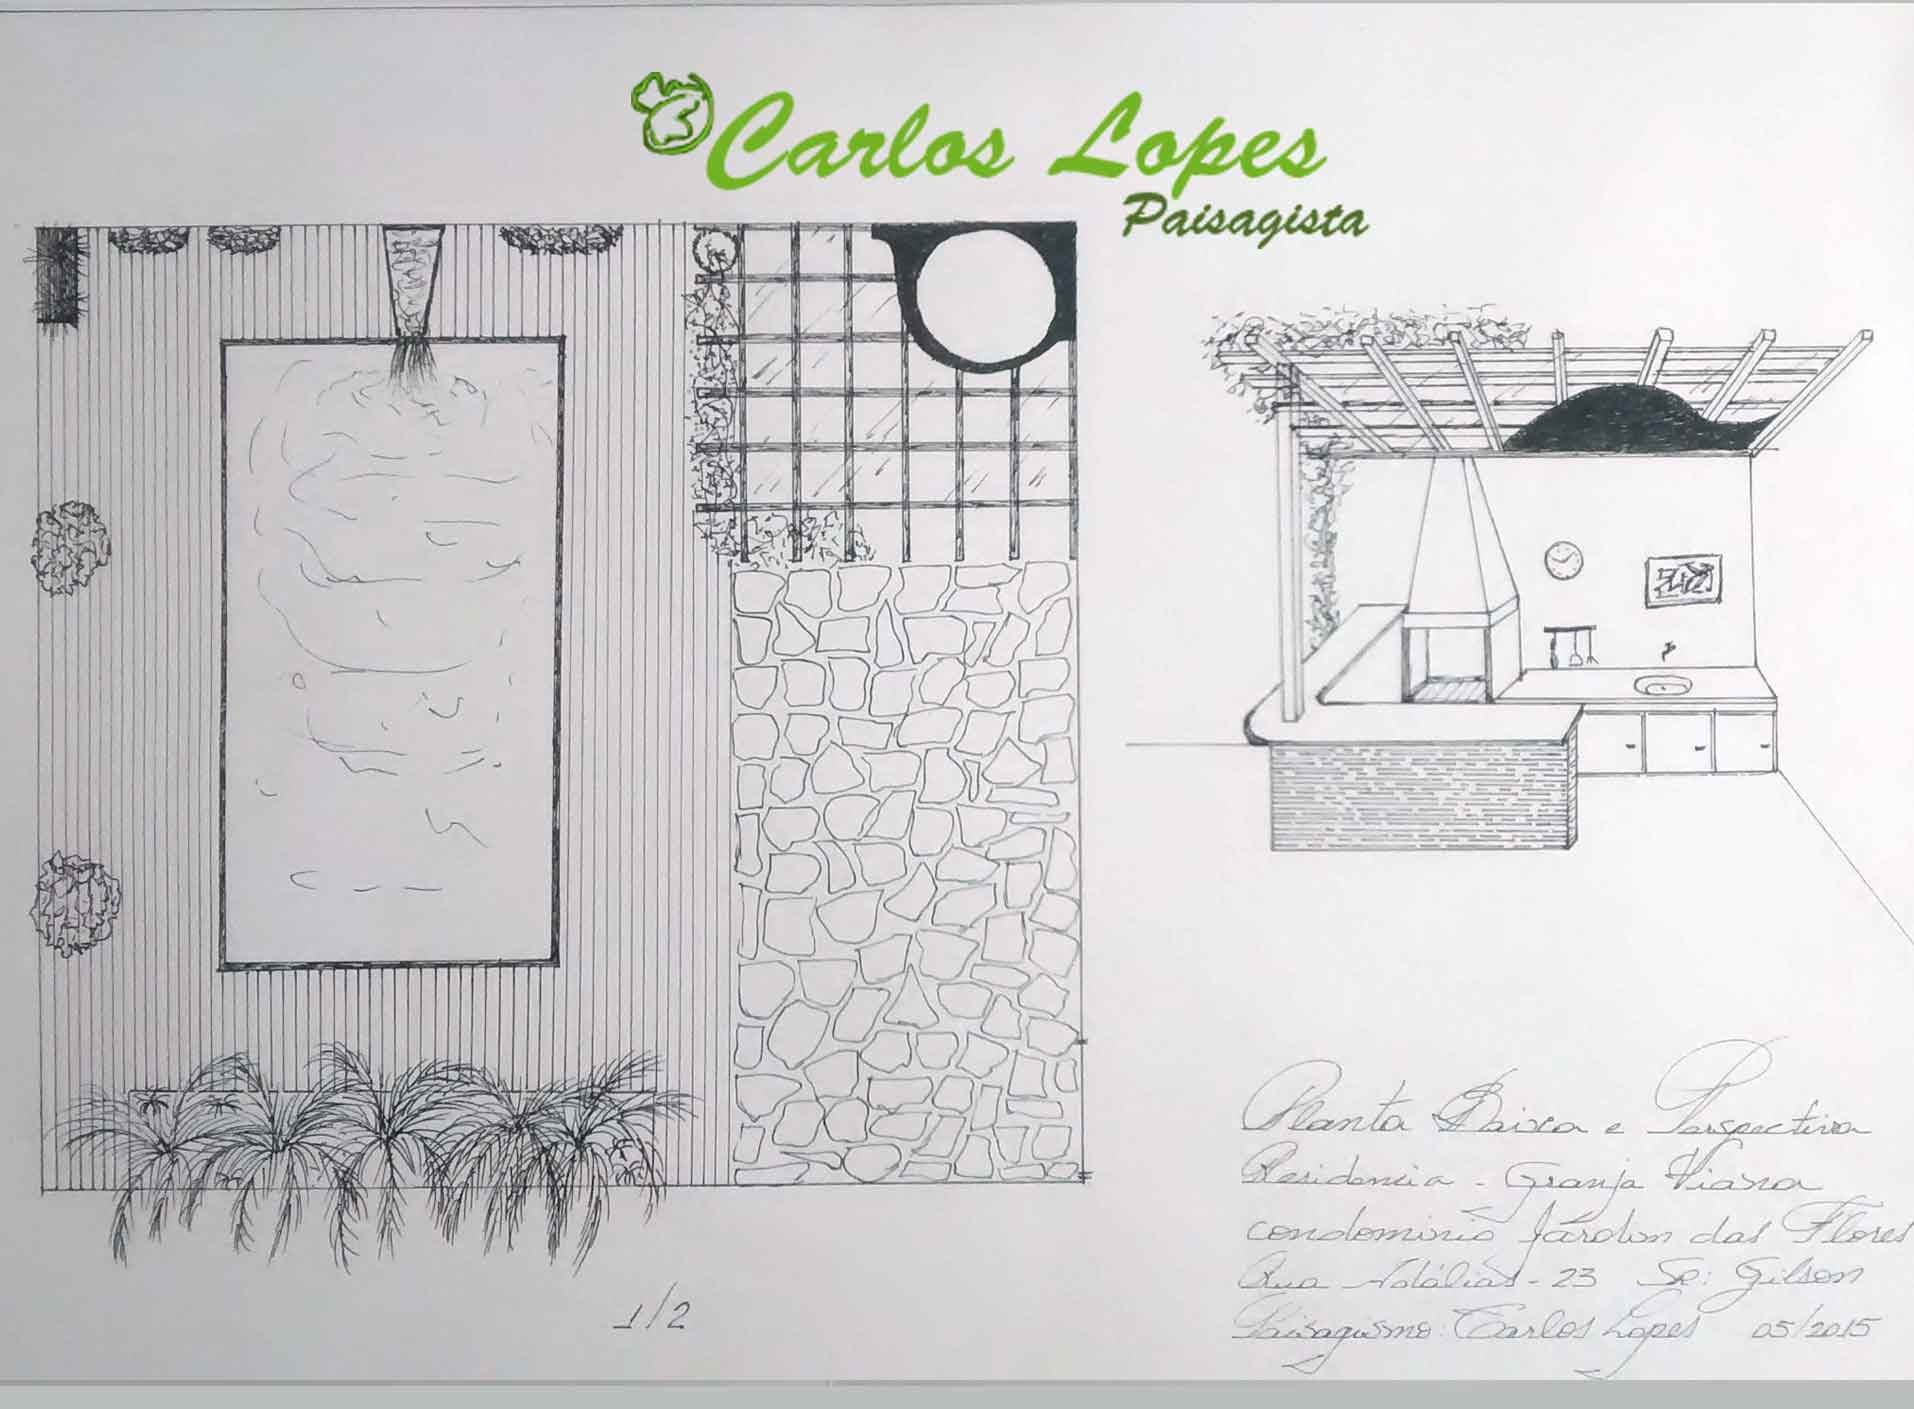 Carlos Lopes
Paisagista
Planta Baixa e Perspectiva
Residencia - Granja Viana
condominio Jardim das Flores
Rua - 23 Sr: Gilson
Paisagismo: Carlos Lopes 05/2015
1/2